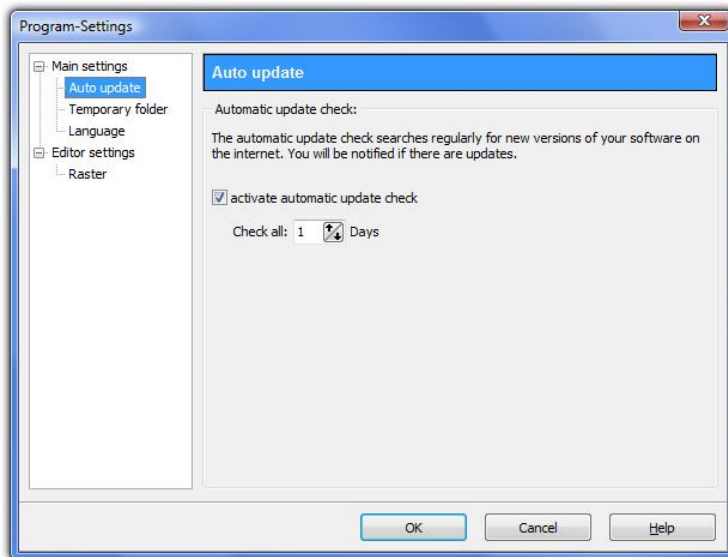 Program-Settings
Main settings
Auto update
Temporary folder
Language
Editor settings
Raster
Auto update
Automatic update check:
The automatic update check searches regularly for new versions of your software on
the internet. You will be notified if there are updates.
activate automatic update check
Check all: 1 Days
OK Cancel Help